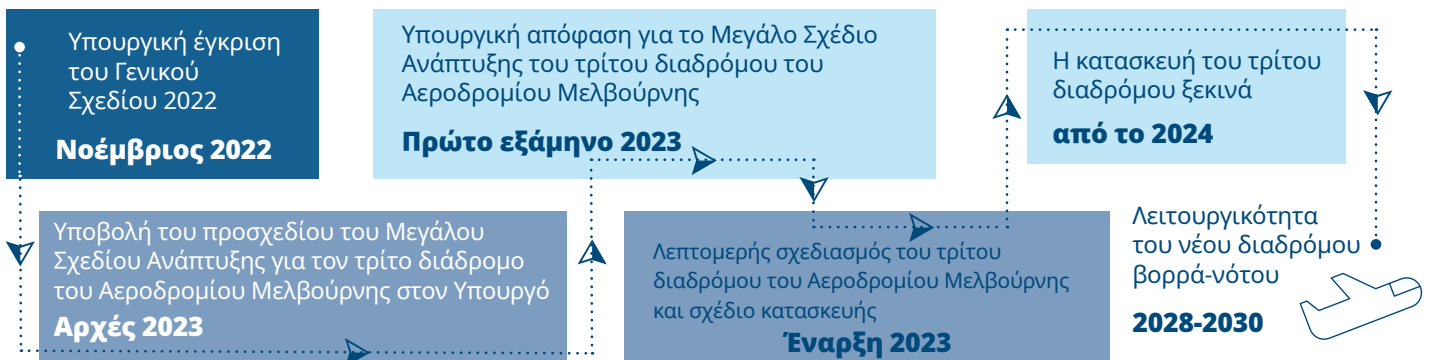 Υπουργική έγκριση
του Γενικού
Σχεδίου 2022
Νοέμβριος 2022
Υποβολή του προσχεδίου του Μεγάλου
Σχεδίου Ανάπτυξης για τον τρίτο διάδρομο
του Αεροδρομίου Μελβούρνης στον Υπουργό
Αρχές 2023
Υπουργική απόφαση για το Μεγάλο Σχέδιο
Ανάπτυξης του τρίτου διαδρόμου του
Αεροδρομίου Μελβούρνης
Πρώτο εξάμηνο 2023
Λεπτομερής σχεδιασμός του τρίτου
διαδρόμου του Αεροδρομίου Μελβούρνης
και σχέδιο κατασκευής
Έναρξη 2023
Η κατασκευή του τρίτου
διαδρόμου ξεκινά
από το 2024
Λειτουργικότητα
του νέου διαδρόμου
βορρά-νότου
2028-2030